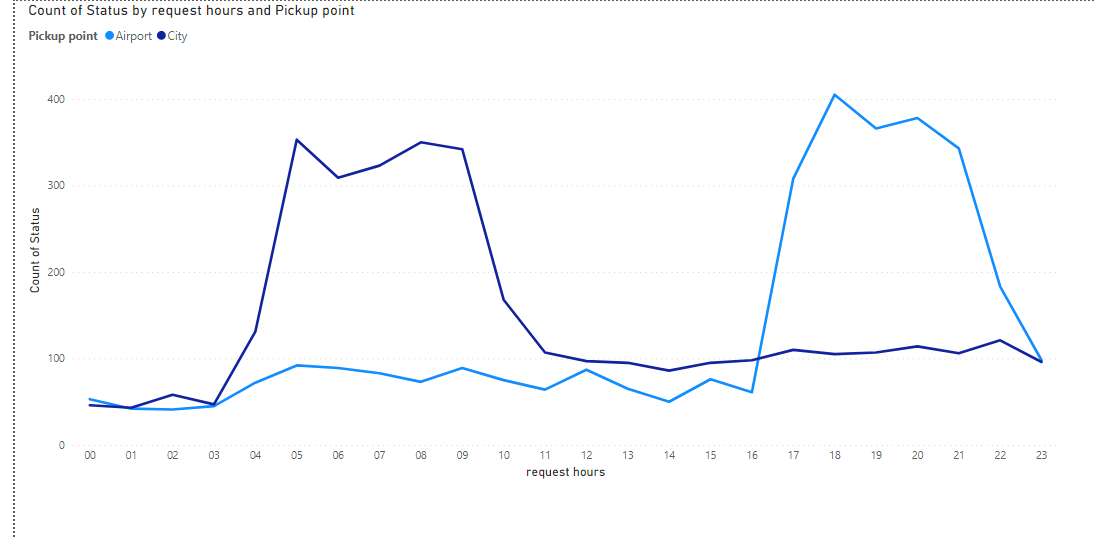 Count of Status by request hours and Pickup point
Pickup point Airport City
400
300
200
100
0
Count of Status
00 01 02 03 04 05 06 07 08 09 10 11 12 13 14 15 16 17 18 19 20 21 22 23
request hours